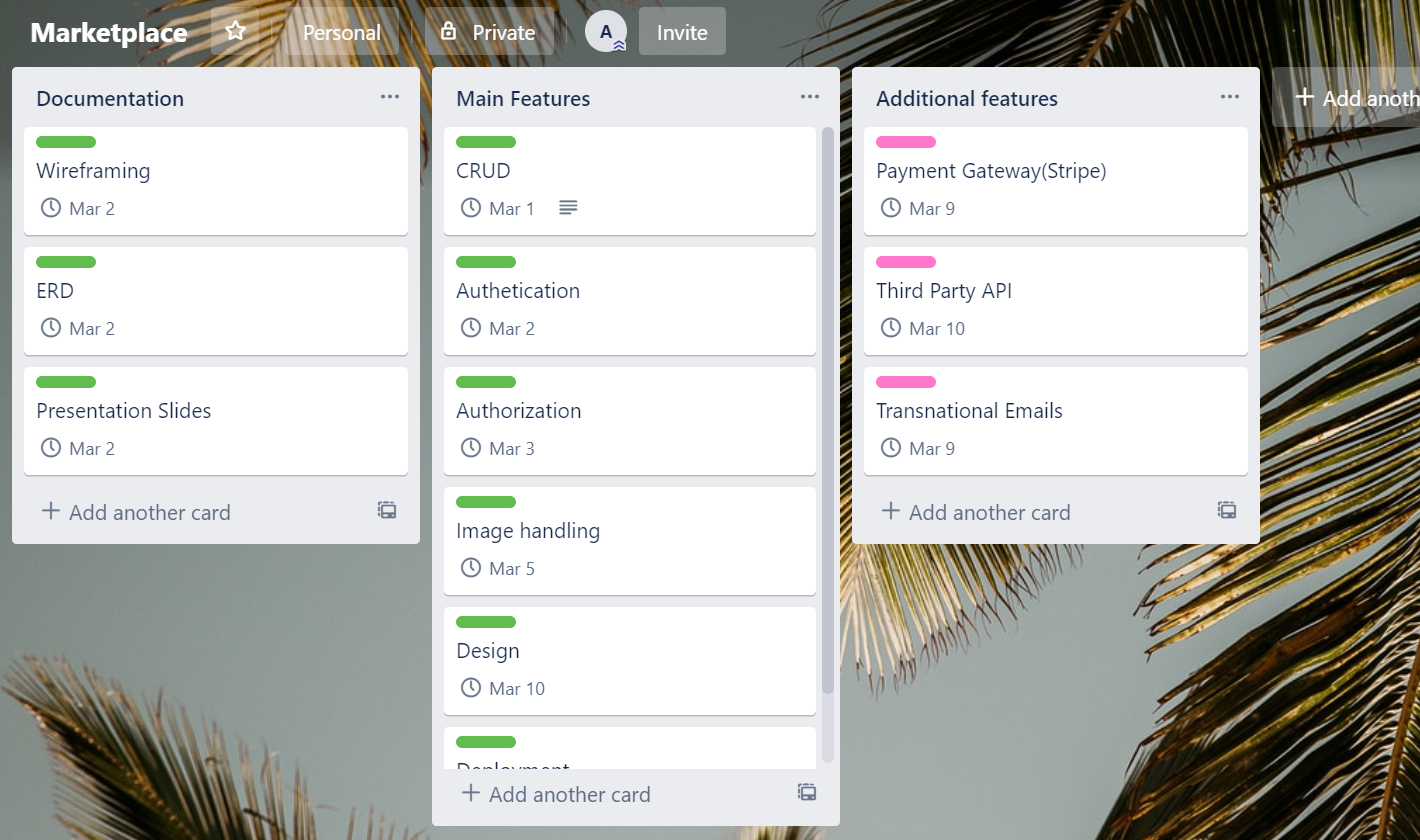 Marketplace
Personal
Private
A
Invite
Documentation
Wireframing
Mar 2
ERD
Mar 2
Presentation Slides
Mar 2
Add another card
Main Features
CRUD
Mar 1
Authetication
Mar 2
Authorization
Mar 3
Image handling
Mar 5
Design
Mar 10
Deployment
Add another card
Additional features
Payment Gateway(Stripe)
Mar 9
Third Party API
Mar 10
Transnational Emails
Mar 9
Add another card
Add anoth